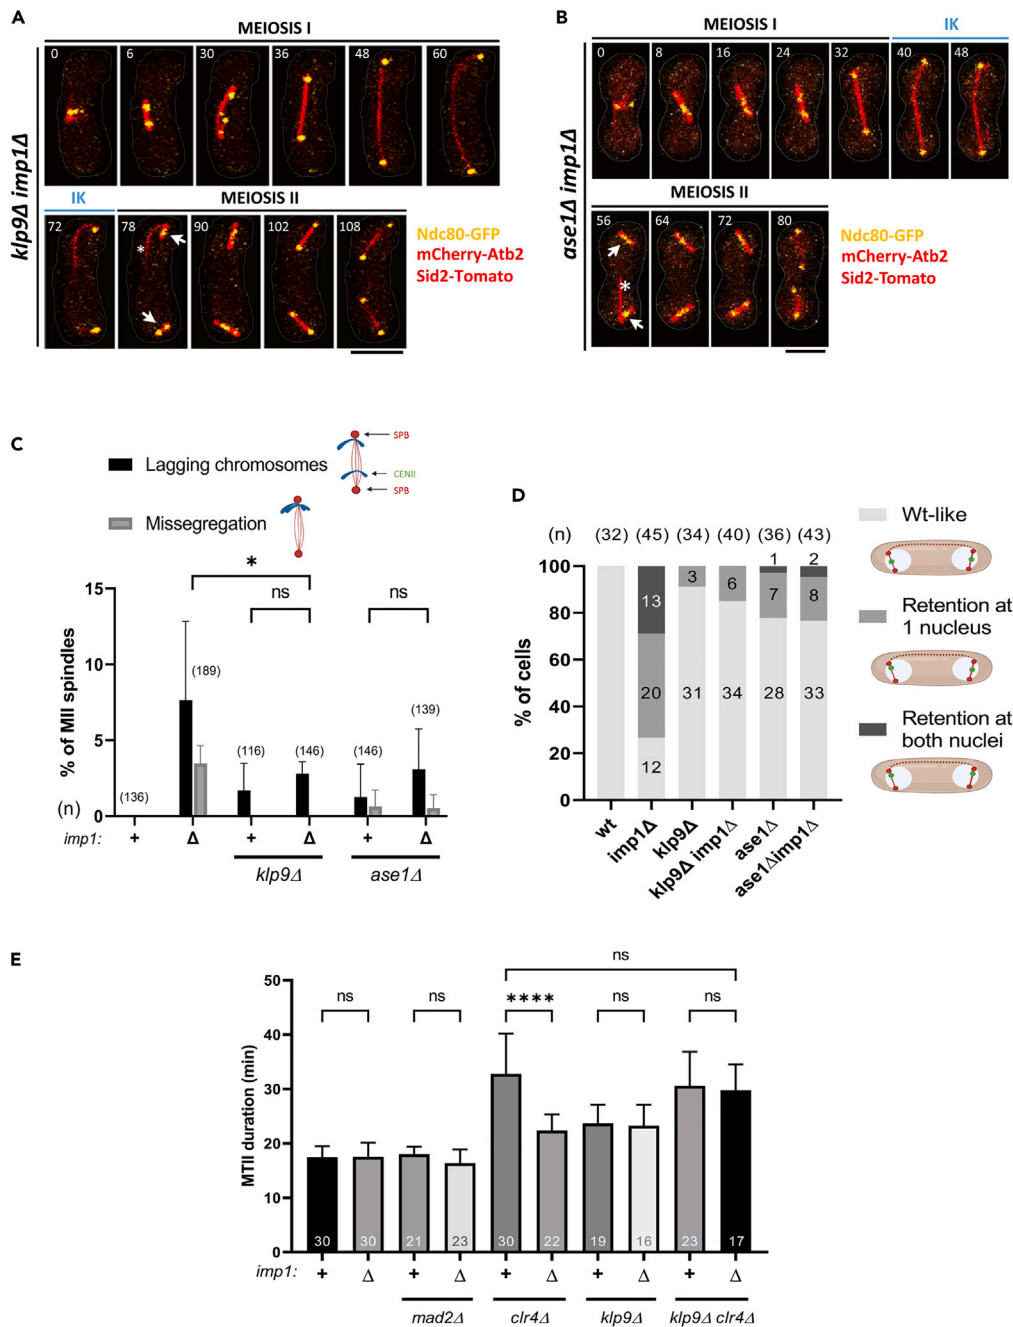 A
MEIOSIS I
klp9Δ imp1Δ
0 6 30 36 48 60
IK MEIOSIS II
72 78 90 102 108
*
Ndc80-GFP
mCherry-Atb2
Sid2-Tomato
B
MEIOSIS I IK
ase1Δ imp1Δ
0 8 16 24 32 40 48
MEIOSIS II
56 64 72 80
*
Ndc80-GFP
mCherry-Atb2
Sid2-Tomato
C
Lagging chromosomes
SPB
CENII
SPB
Missegregation
% of MII spindles
15
10
5
0
*
ns ns
(136) (189) (116) (146) (146) (139)
(n)
imp1: + Δ + Δ + Δ
klp9Δ ase1Δ
D
(n) (32) (45) (34) (40) (36) (43)
% of cells
100
80
60
40
20
0
13 20 12
3 31
6 34
1 7 28
2 8 33
wt imp1Δ klp9Δ klp9Δ imp1Δ ase1Δ ase1Δimp1Δ
Wt-like
Retention at
1 nucleus
Retention at
both nuclei
E
MTII duration (min)
50
40
30
20
10
0
ns
ns ns **** ns ns
30 30 21 23 30 22 19 16 23 17
imp1: + Δ + Δ + Δ + Δ + Δ
mad2Δ clr4Δ klp9Δ klp9Δ clr4Δ